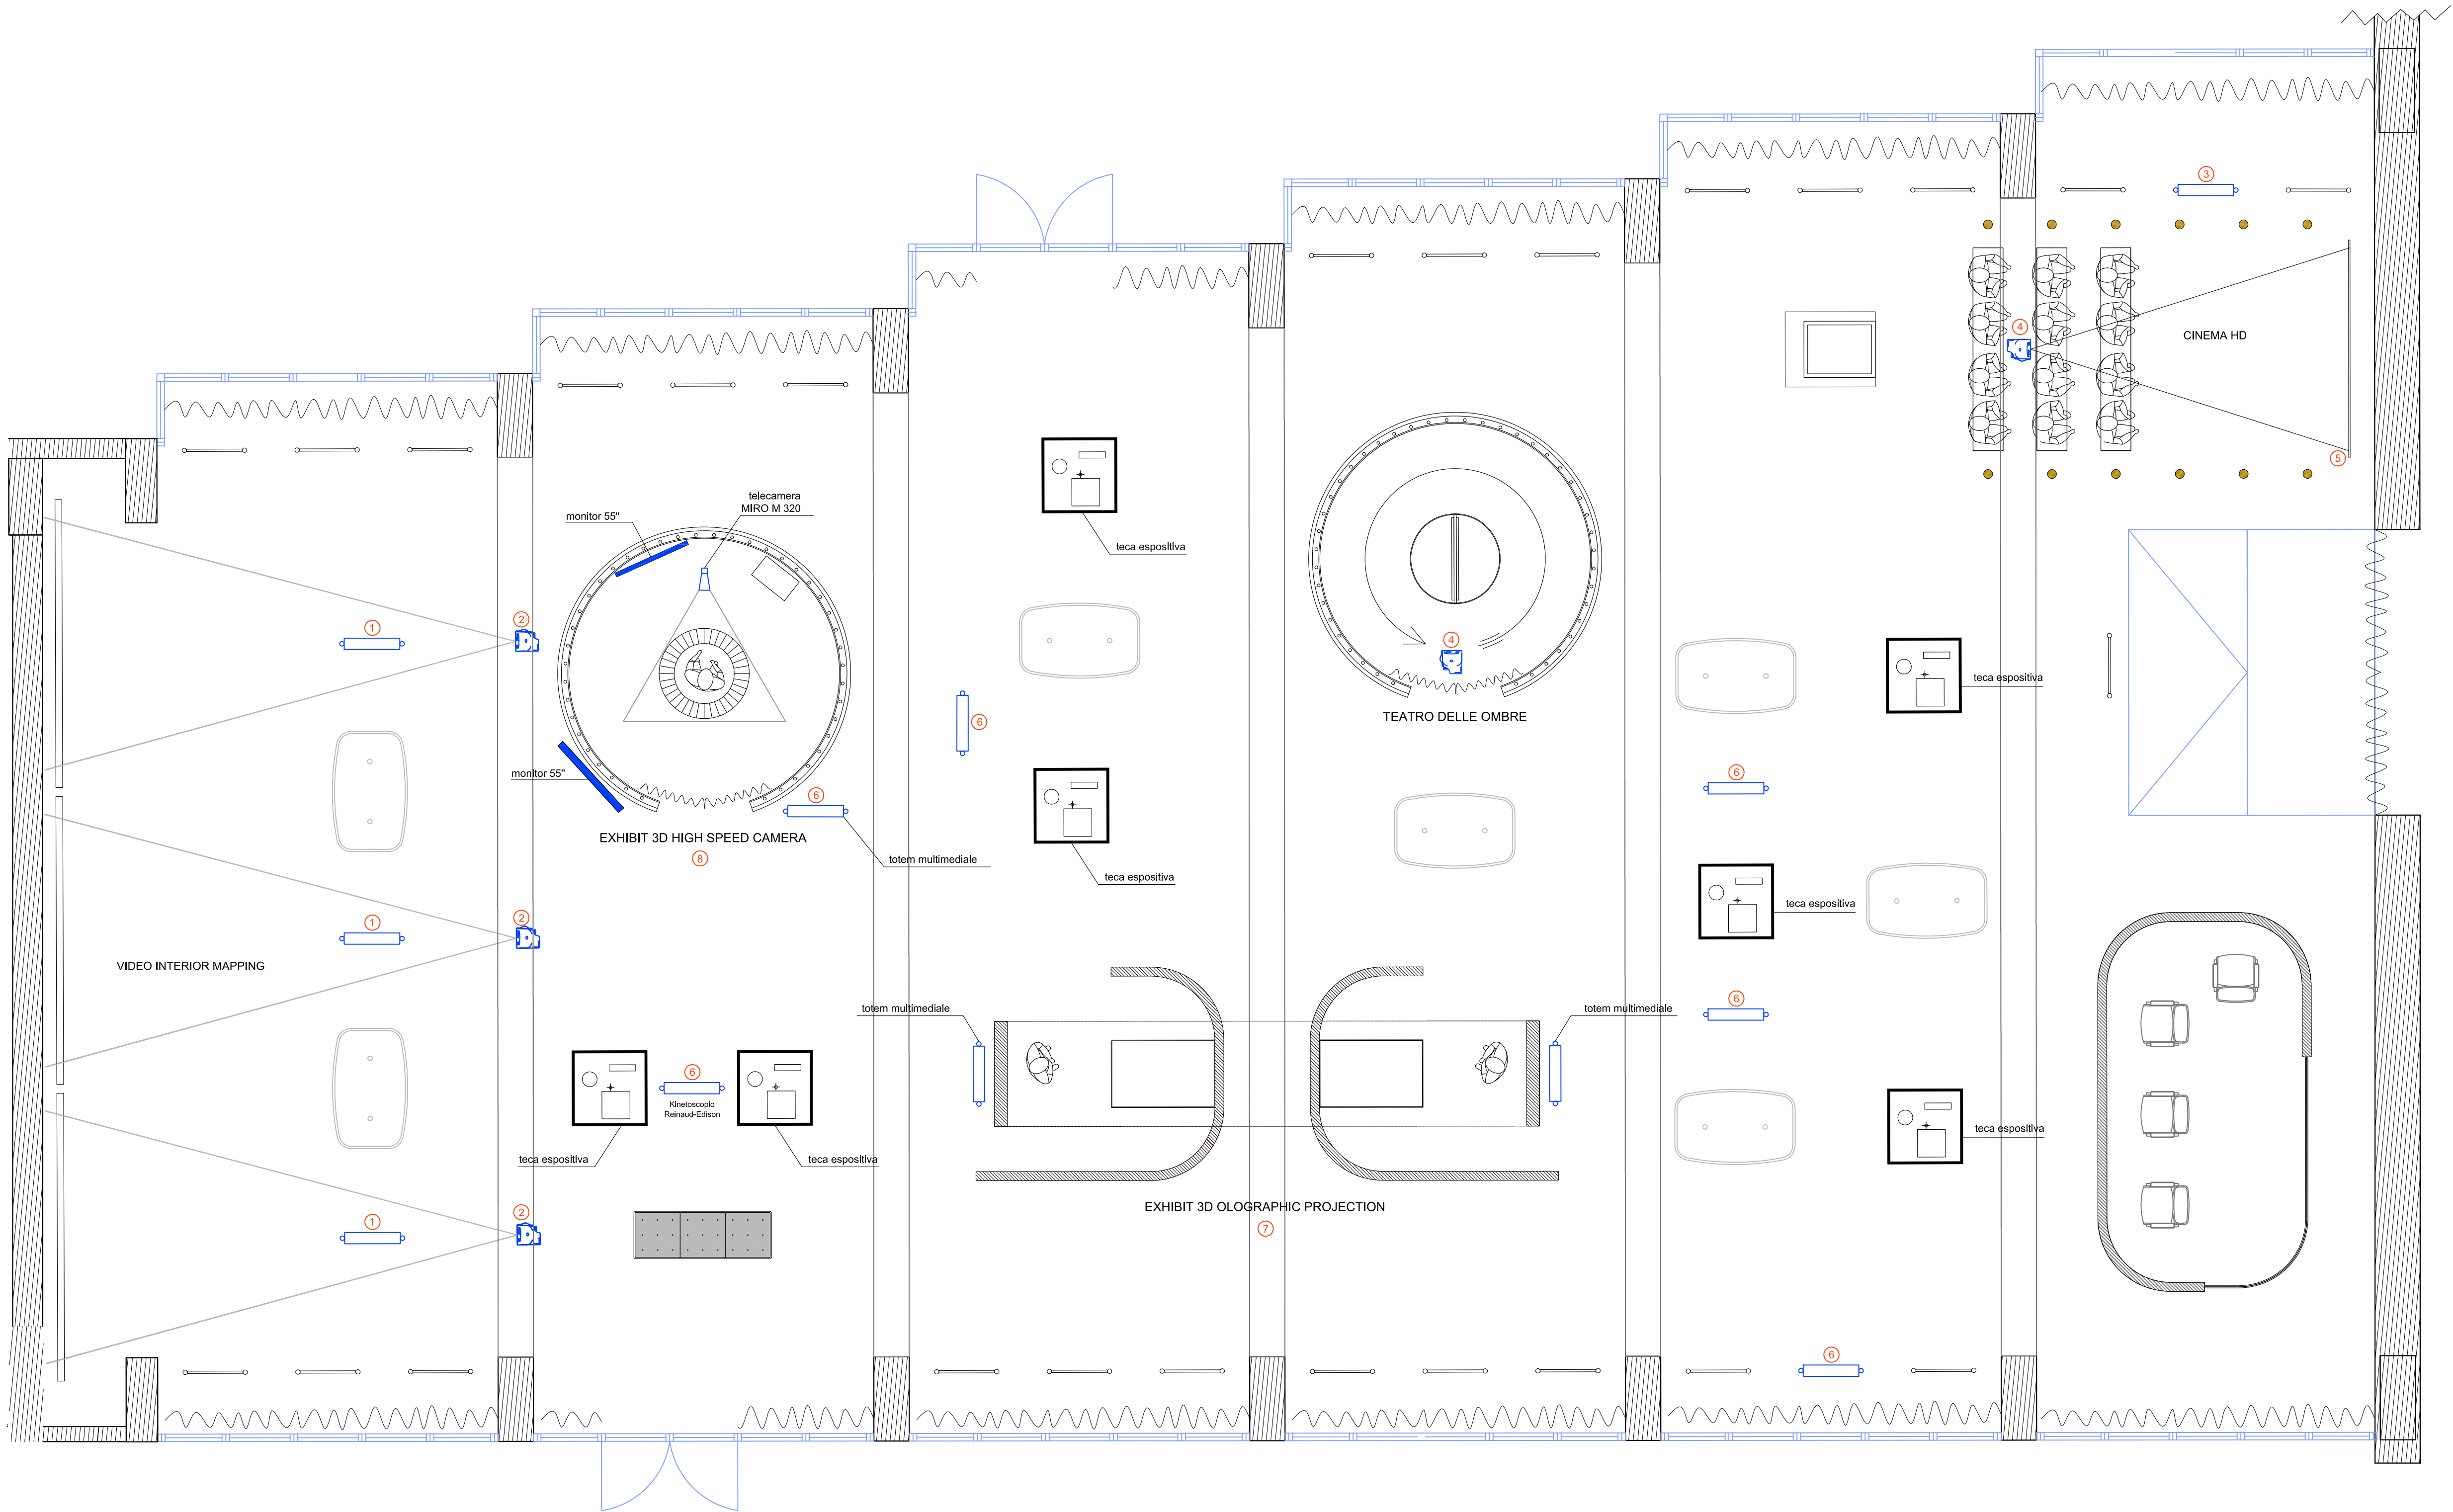 3
4
CINEMA HD
5
telecamera
MIRO M 320
monitor 55"
teca espositiva
1
2
4
TEATRO DELLE OMBRE
teca espositiva
6
monitor 55"
6
6
EXHIBIT 3D HIGH SPEED CAMERA
8
totem multimediale
teca espositiva
teca espositiva
1
2
VIDEO INTERIOR MAPPING
totem multimediale
totem multimediale
6
6
Kinetoscopio
Reinaud-Edison
teca espositiva
teca espositiva
teca espositiva
EXHIBIT 3D OLOGRAPHIC PROJECTION
7
1
2
6